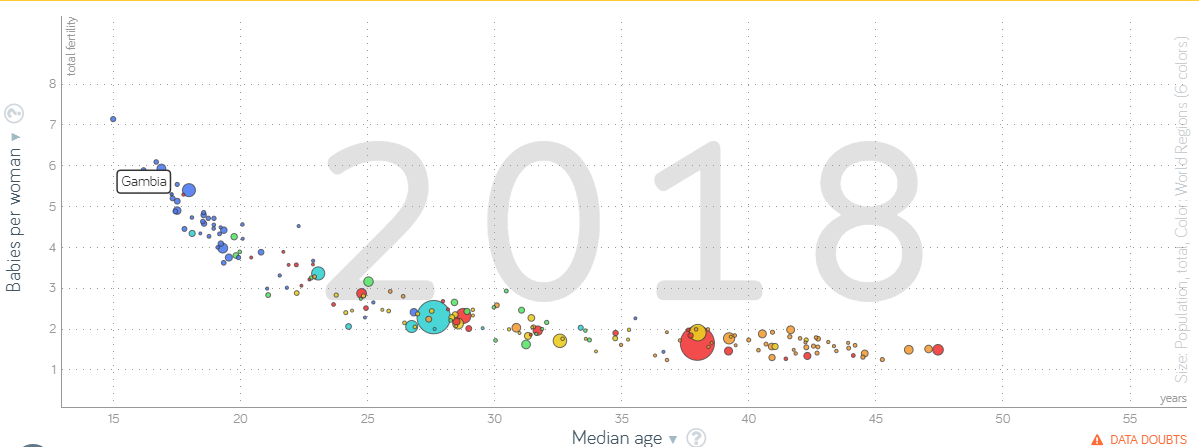 total fertility
Babies per woman ▼ ?
8
7
6
5
4
3
2
1
2018
Gambia
Size: Population, total, Color: World Regions (6 colors)
years
15 20 25 30 35 40 45 50 55
Median age ▼ ?
DATA DOUBTS